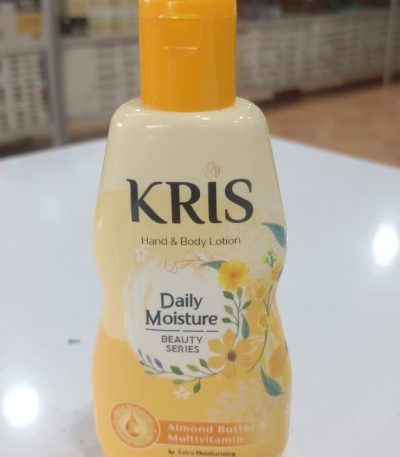 KRIS
Hand & Body Lotion
Daily
Moisture
BEAUTY
SERIES
Almond Butter &
Multivitamin
Extra Moisturizing